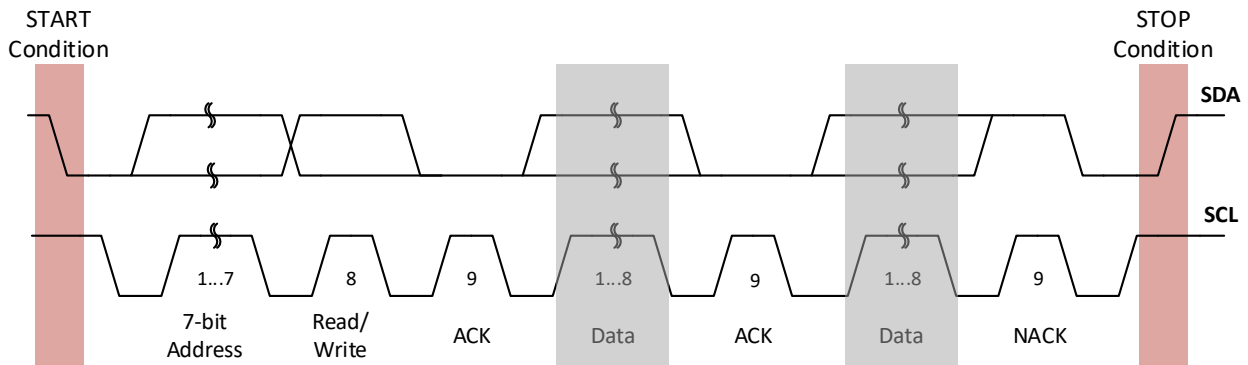 START
Condition
STOP
Condition
SDA
SCL
1...7
8
9
1...8
9
1...8
9
7-bit
Address
Read/
Write
ACK
Data
ACK
Data
NACK